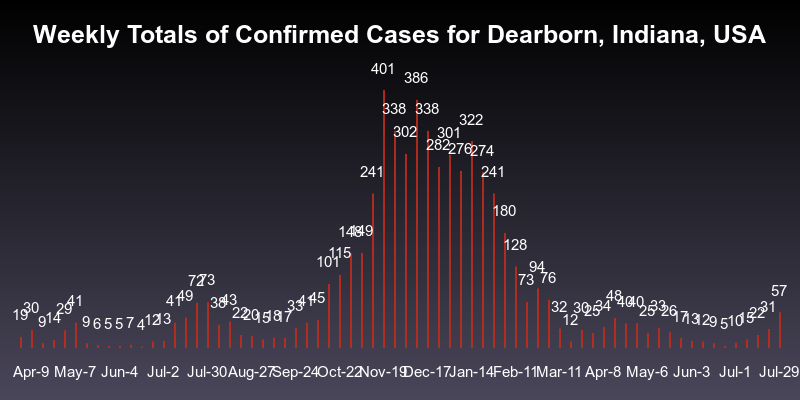 Weekly Totals of Confirmed Cases for Dearborn, Indiana, USA
19 30 9 14 29 41 9 6 5 5 7 4 12 13 41 49 72 73 38 43 22 20 15 18 17 33 41 45 101 115 148 149 241 401 338 302 386 338 282 301 276 322 274 241 180 128 73 94 76 32 12 30 25 34 48 40 40 25 33 26 17 13 12 9 5 10 15 22 31 57
Apr-9 May-7 Jun-4 Jul-2 Jul-30 Aug-27 Sep-24 Oct-22 Nov-19 Dec-17 Jan-14 Feb-11 Mar-11 Apr-8 May-6 Jun-3 Jul-1 Jul-29